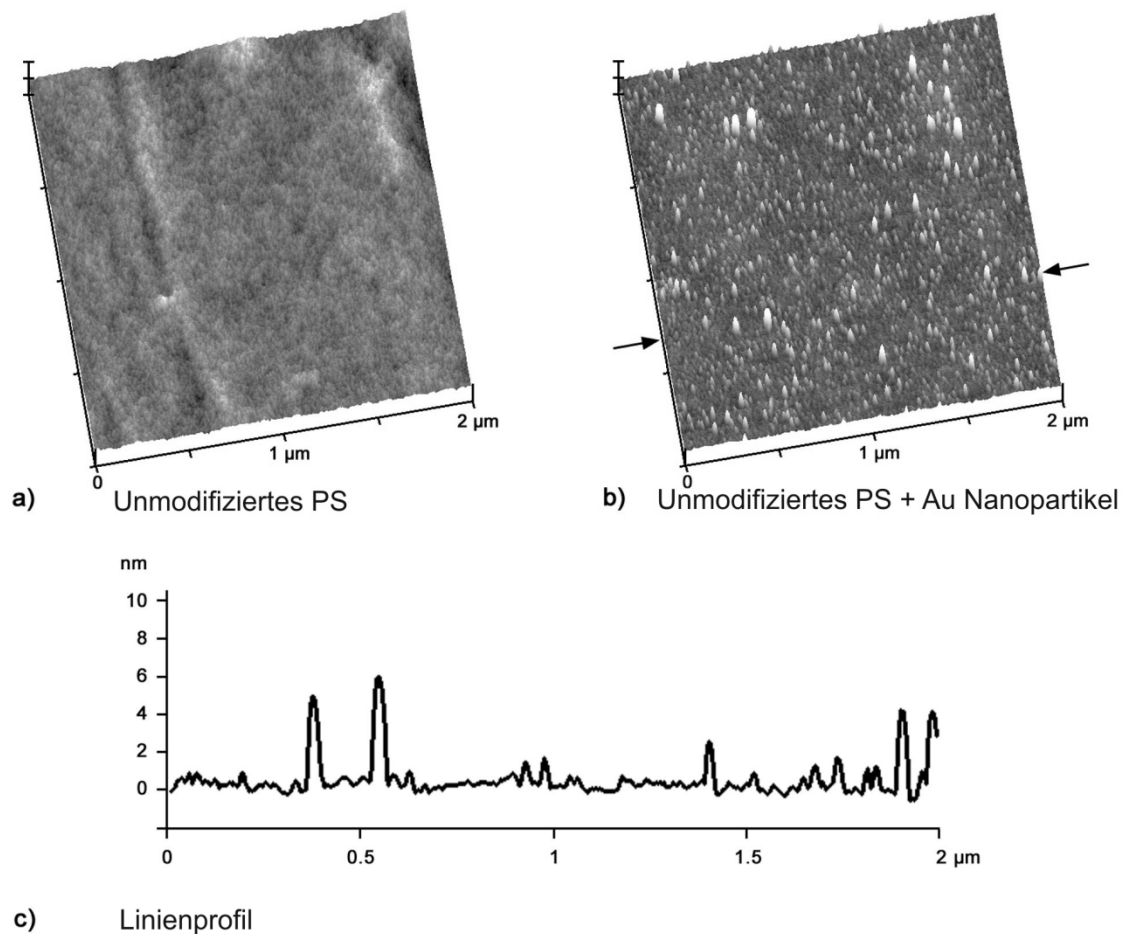 2 µm
1 µm
0
a) Unmodifiziertes PS
2 µm
1 µm
0
b) Unmodifiziertes PS + Au Nanopartikel
nm
10
8
6
4
2
0
0 0.5 1 1.5 2 µm
c) Linienprofil